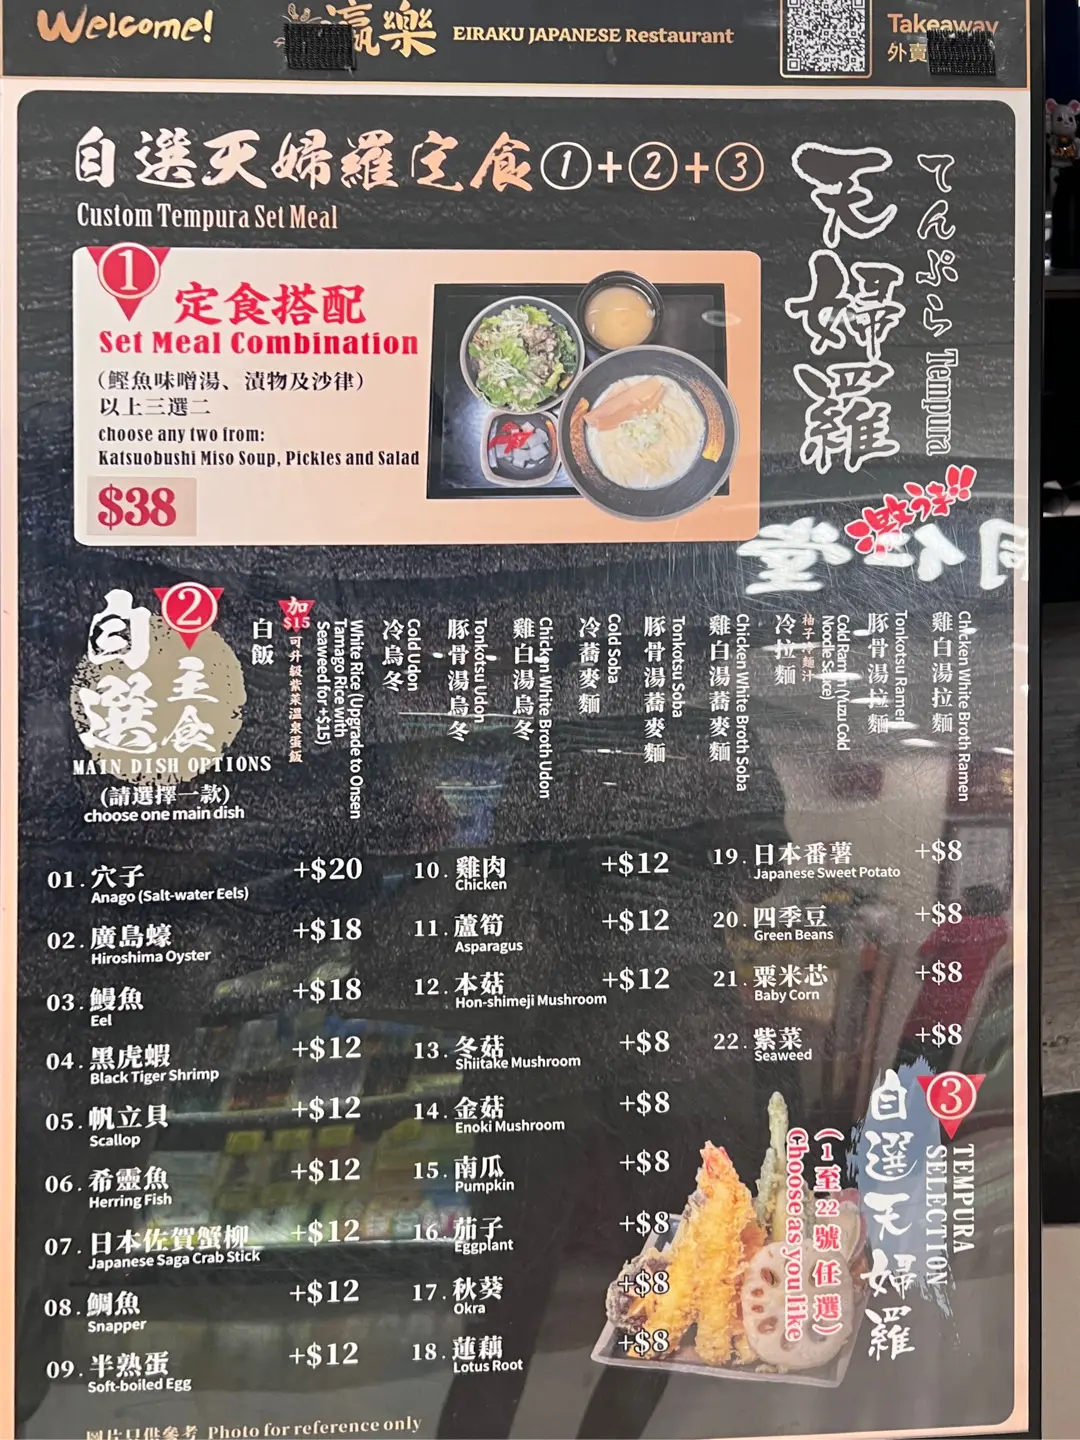 Welcome!
瀛樂 EIRAKU JAPANESE Restaurant
Takeaway
外賣
自選天婦羅定食①+②+③
Custom Tempura Set Meal
天婦羅
てんぷら Tempura
激うま!!
1
定食搭配
Set Meal Combination
(鰹魚味噌湯、漬物及沙律)
以上三選二
choose any two from:
Katsuobushi Miso Soup, Pickles and Salad
$38
2
自選主食
MAIN DISH OPTIONS
(請選擇一款)
choose one main dish
白飯
加$15可升級紫菜溫泉蛋飯
White Rice (Upgrade to Onsen
Tamago Rice with
Seaweed for +$15)
冷烏冬
Cold Udon
豚骨湯烏冬
Tonkotsu Udon
雞白湯烏冬
Chicken White Broth Udon
冷蕎麥麵
Cold Soba
豚骨湯蕎麥麵
Tonkotsu Soba
雞白湯蕎麥麵
Chicken White Broth Soba
冷拉麵
柚子冷麵汁
Cold Ramen (Yuzu Cold
Noodle Sauce)
豚骨湯拉麵
Tonkotsu Ramen
雞白湯拉麵
Chicken White Broth Ramen
01.穴子 +$20
Anago (Salt-water Eels)
02.廣島蠔 +$18
Hiroshima Oyster
03.鰻魚 +$18
Eel
04.黑虎蝦 +$12
Black Tiger Shrimp
05.帆立貝 +$12
Scallop
06.希靈魚 +$12
Herring Fish
07.日本佐賀蟹柳 +$12
Japanese Saga Crab Stick
08.鯛魚 +$12
Snapper
09.半熟蛋 +$12
Soft-boiled Egg
10.雞肉 +$12
Chicken
11.蘆筍 +$12
Asparagus
12.本菇 +$12
Hon-shimeji Mushroom
13.冬菇 +$8
Shiitake Mushroom
14.金菇 +$8
Enoki Mushroom
15.南瓜 +$8
Pumpkin
16.茄子 +$8
Eggplant
17.秋葵 +$8
Okra
18.蓮藕 +$8
Lotus Root
19.日本番薯 +$8
Japanese Sweet Potato
20.四季豆 +$8
Green Beans
21.粟米芯 +$8
Baby Corn
22.紫菜 +$8
Seaweed
3
自選天婦羅
TEMPURA
SELECTION
(1至22號任選)
Choose as you like
圖片只供參考 Photo for reference only